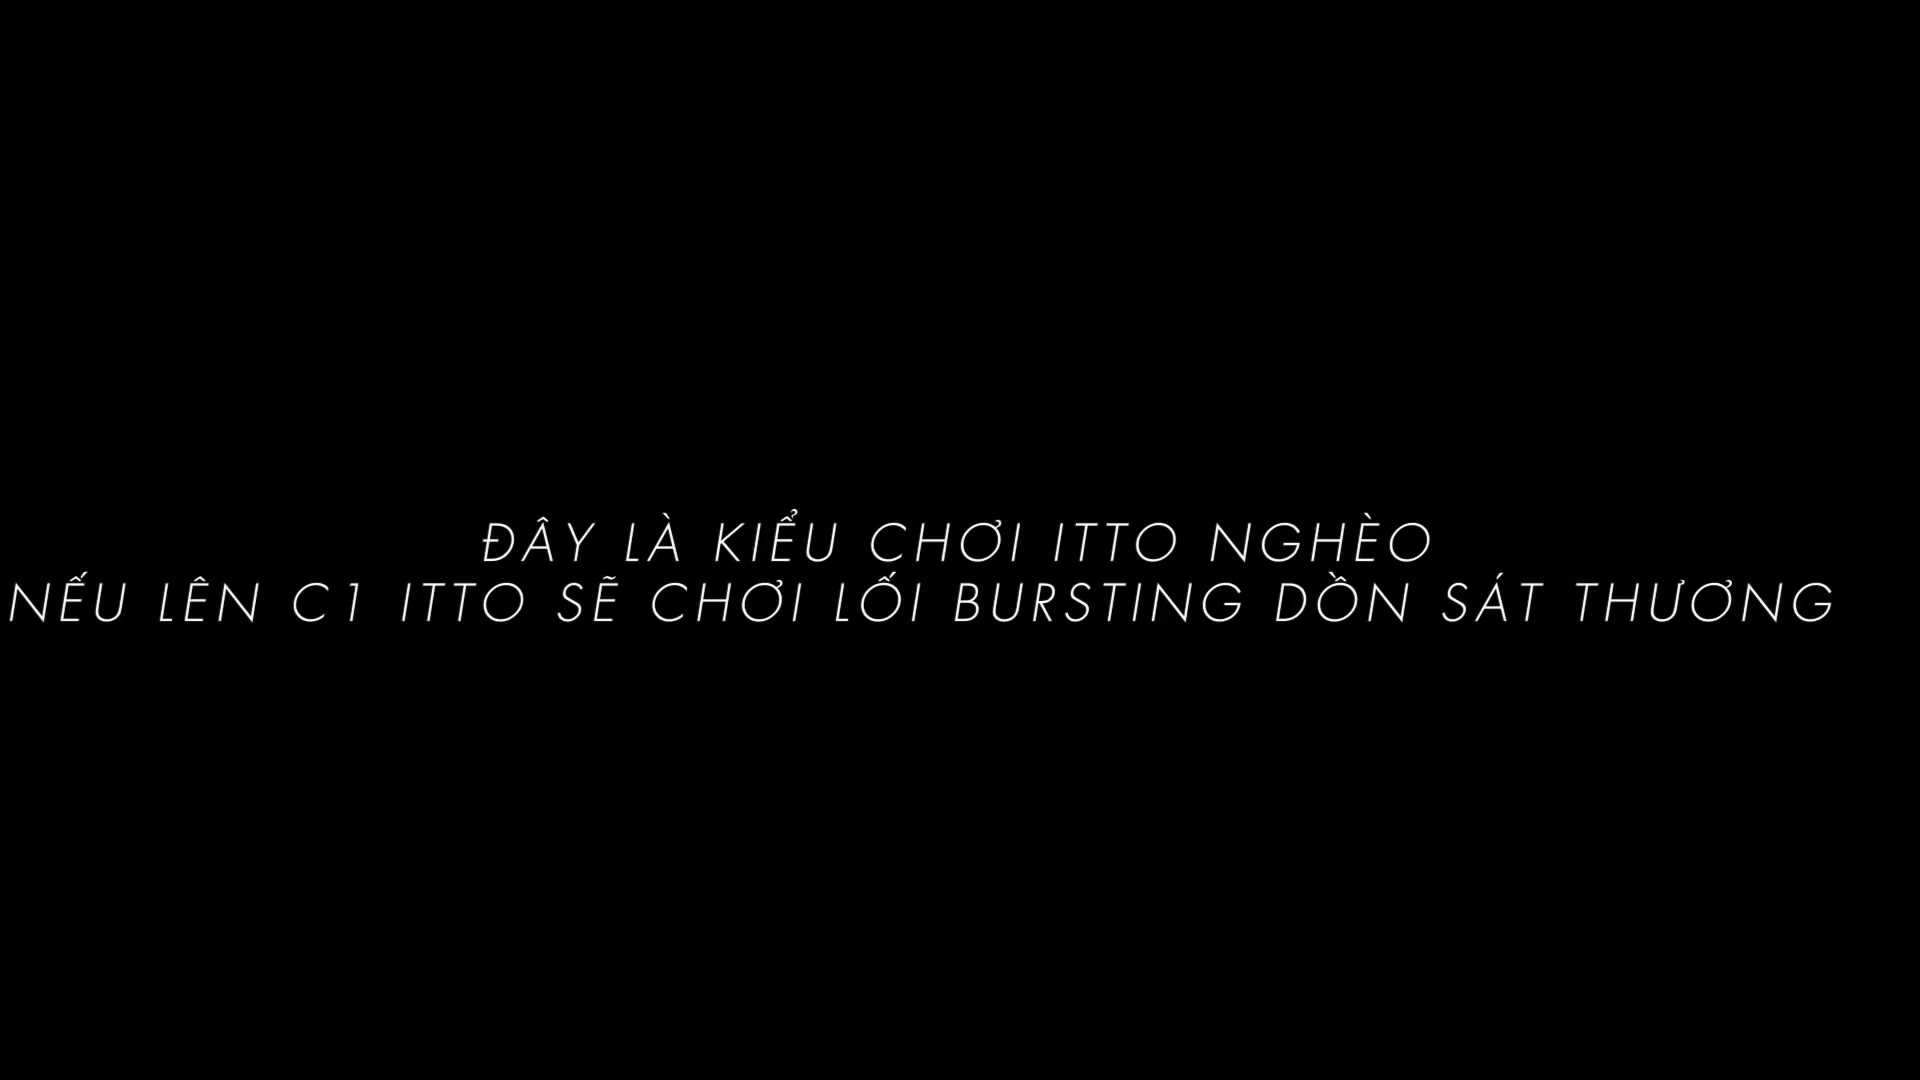 ĐÂY LÀ KIỂU CHƠI ITTO NGHÈO
NẾU LÊN C1 ITTO SẼ CHƠI LỐI BURSTING DỒN SÁT THƯƠNG